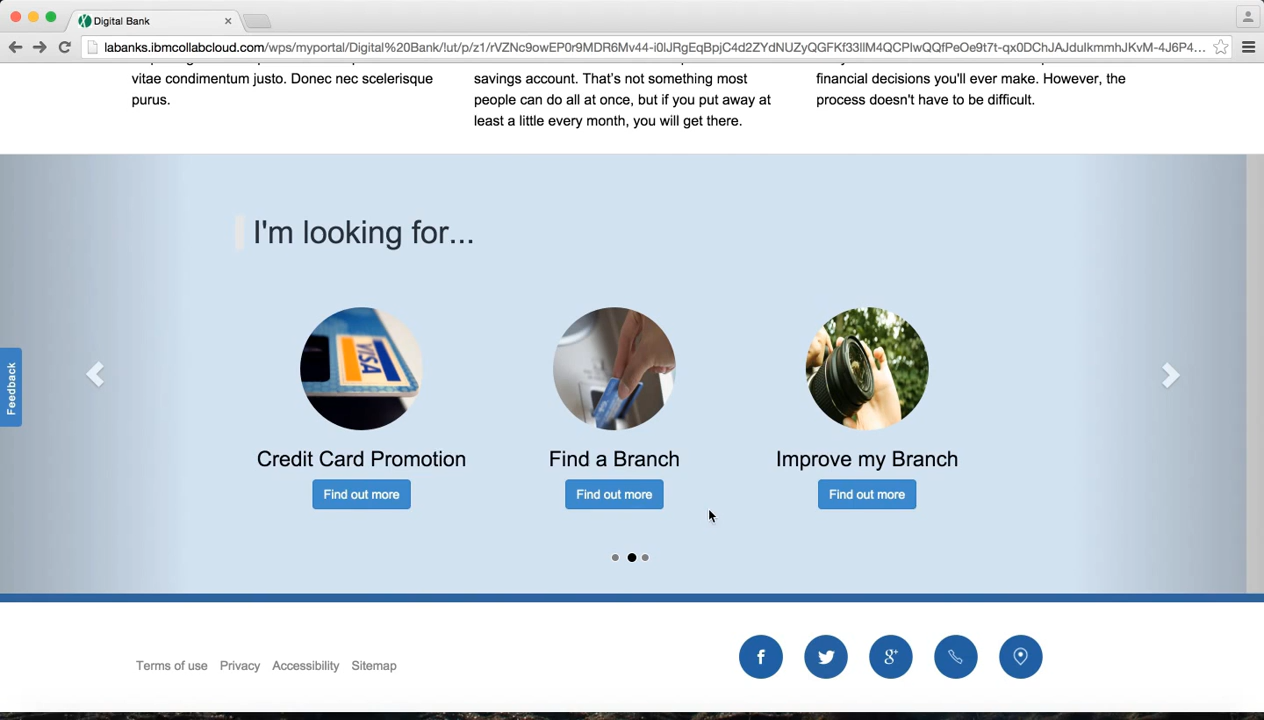 Digital Bank
labanks.ibmcollabcloud.com/wps/myportal/Digital%20Bank/!ut/p/z1/rVZNc9owEP0r9MDR6Mv44-i0lJRgEqBpjC4d2ZYdNUZyQGFKf33llM4QCPIwQQfPeOe9t7t-qx0DChJAJdulkmmhJKvM-4J6P4...
vitae condimentum justo. Donec nec scelerisque
purus.
savings account. That's not something most
people can do all at once, but if you put away at
least a little every month, you will get there.
financial decisions you'll ever make. However, the
process doesn't have to be difficult.
I'm looking for...
Feedback
VISA
Credit Card Promotion
Find out more
Find a Branch
Find out more
Improve my Branch
Find out more
Terms of use Privacy Accessibility Sitemap